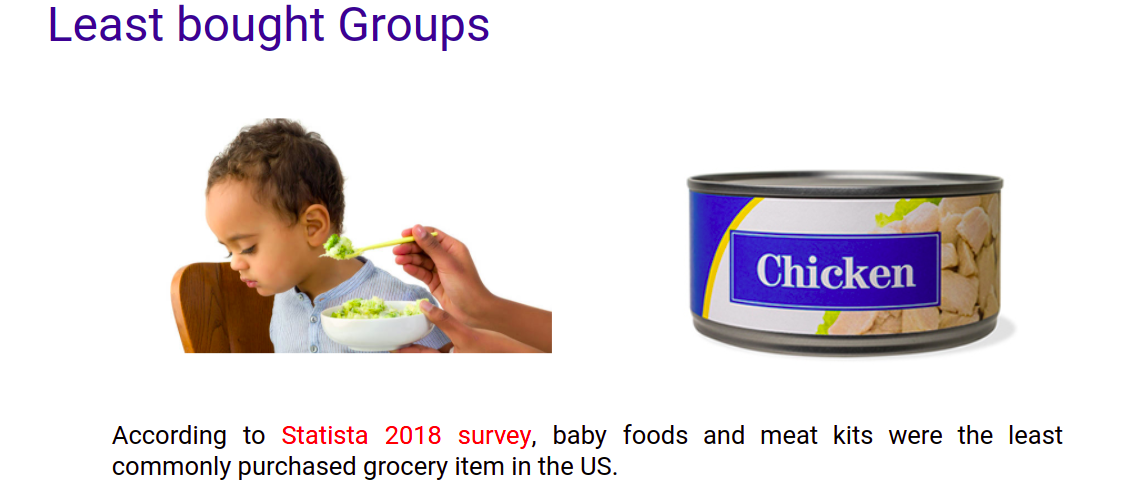 Least bought Groups
Chicken
According to Statista 2018 survey, baby foods and meat kits were the least
commonly purchased grocery item in the US.